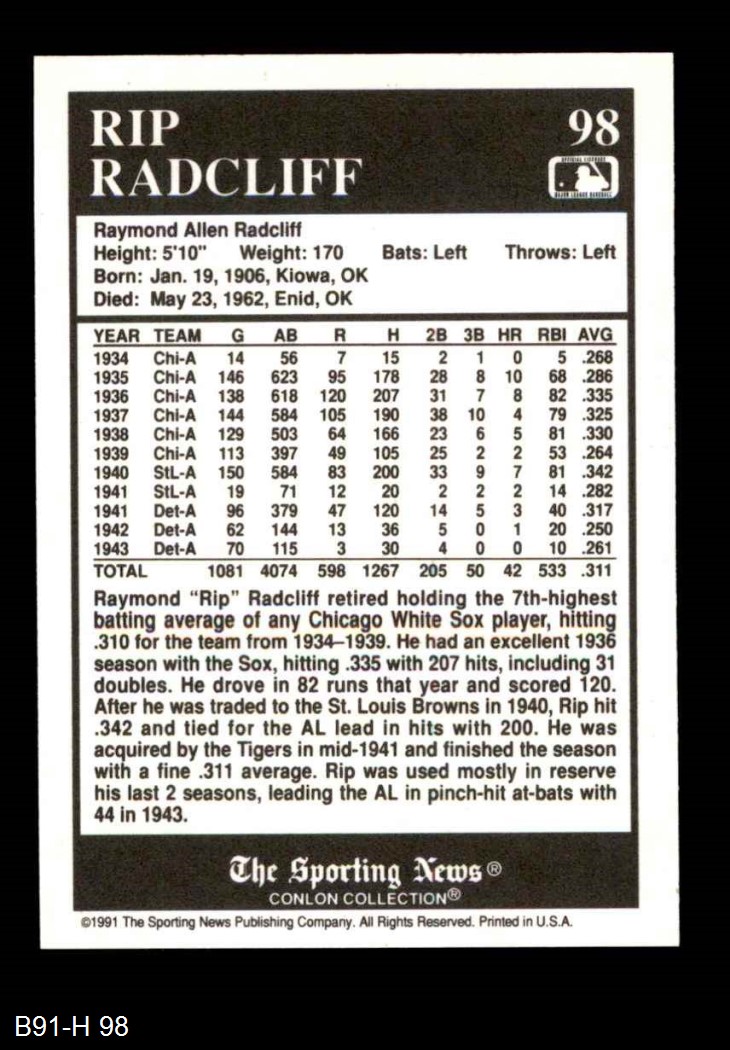 RIP 98
RADCLIFF
OFFICIAL LICENSEE
MAJOR LEAGUE BASEBALL
Raymond Allen Radcliff
Height: 5'10" Weight: 170 Bats: Left Throws: Left
Born: Jan. 19, 1906, Kiowa, OK
Died: May 23, 1962, Enid, OK
YEAR TEAM G AB R H 2B 3B HR RBI AVG
1934 Chi-A 14 56 7 15 2 1 0 5 .268
1935 Chi-A 146 623 95 178 28 8 10 68 .286
1936 Chi-A 138 618 120 207 31 7 8 82 .335
1937 Chi-A 144 584 105 190 38 10 4 79 .325
1938 Chi-A 129 503 64 166 23 6 5 81 .330
1939 Chi-A 113 397 49 105 25 2 2 53 .264
1940 StL-A 150 584 83 200 33 9 7 81 .342
1941 StL-A 19 71 12 20 2 2 2 14 .282
1941 Det-A 96 379 47 120 14 5 3 40 .317
1942 Det-A 62 144 13 36 5 0 1 20 .250
1943 Det-A 70 115 3 30 4 0 0 10 .261
TOTAL 1081 4074 598 1267 205 50 42 533 .311
Raymond “Rip” Radcliff retired holding the 7th-highest
batting average of any Chicago White Sox player, hitting
.310 for the team from 1934–1939. He had an excellent 1936
season with the Sox, hitting .335 with 207 hits, including 31
doubles. He drove in 82 runs that year and scored 120.
After he was traded to the St. Louis Browns in 1940, Rip hit
.342 and tied for the AL lead in hits with 200. He was
acquired by the Tigers in mid-1941 and finished the season
with a fine .311 average. Rip was used mostly in reserve
his last 2 seasons, leading the AL in pinch-hit at-bats with
44 in 1943.
The Sporting News®
CONLON COLLECTION®
©1991 The Sporting News Publishing Company. All Rights Reserved. Printed in U.S.A.
B91-H 98